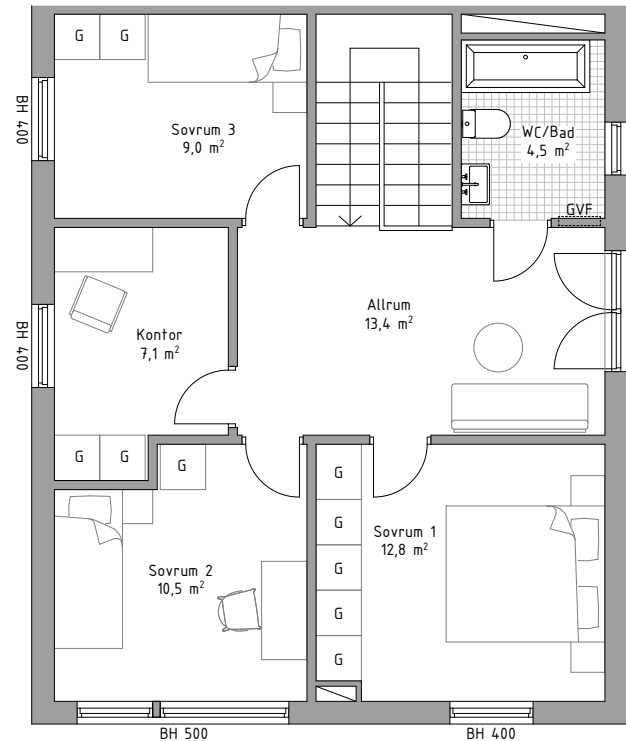 G G
BH 400
Sovrum 3
9,0 m²
WC/Bad
4,5 m²
GVF
Allrum
13,4 m²
BH 400
Kontor
7,1 m²
G G
G
G
G
G
G
G
Sovrum 1
12,8 m²
Sovrum 2
10,5 m²
BH 500
BH 400